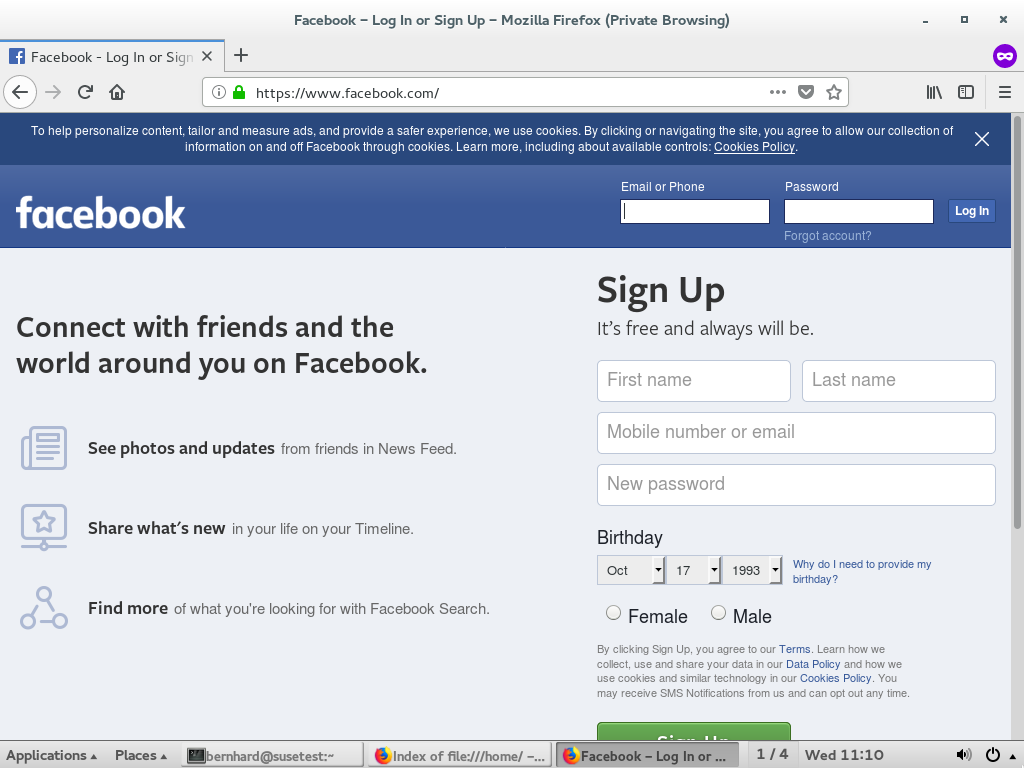 Facebook – Log In or Sign Up – Mozilla Firefox (Private Browsing)
Facebook - Log In or Sign
https://www.facebook.com/
To help personalize content, tailor and measure ads, and provide a safer experience, we use cookies. By clicking or navigating the site, you agree to allow our collection of
information on and off Facebook through cookies. Learn more, including about available controls: Cookies Policy.
facebook
Email or Phone
Password
Log In
Forgot account?
Connect with friends and the
world around you on Facebook.
See photos and updates from friends in News Feed.
Share what's new in your life on your Timeline.
Find more of what you're looking for with Facebook Search.
Sign Up
It's free and always will be.
First name
Last name
Mobile number or email
New password
Birthday
Oct
17
1993
Why do I need to provide my
birthday?
Female
Male
By clicking Sign Up, you agree to our Terms. Learn how we
collect, use and share your data in our Data Policy and how we
use cookies and similar technology in our Cookies Policy. You
may receive SMS Notifications from us and can opt out any time.
Sign Up
Applications
Places
bernhard@susetest:~
Index of file:///home/ –...
Facebook – Log In or ...
1 / 4
Wed 11:10